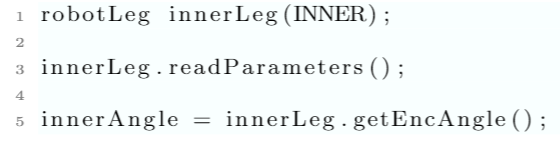 1 robotLeg innerLeg(INNER);
2
3 innerLeg.readParameters();
4
5 innerAngle = innerLeg.getEncAngle();